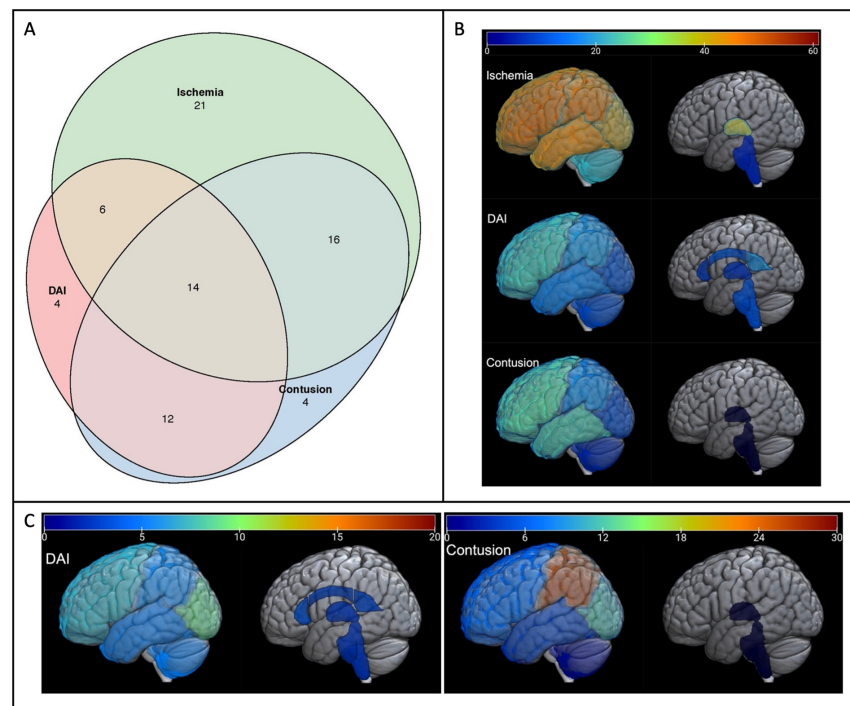 A
Ischemia
21
6
16
DAI
4
14
Contusion
4
12
B
0 20 40 60
Ischemia
DAI
Contusion
C
0 5 10 15 20
DAI
0 6 12 18 24 30
Contusion